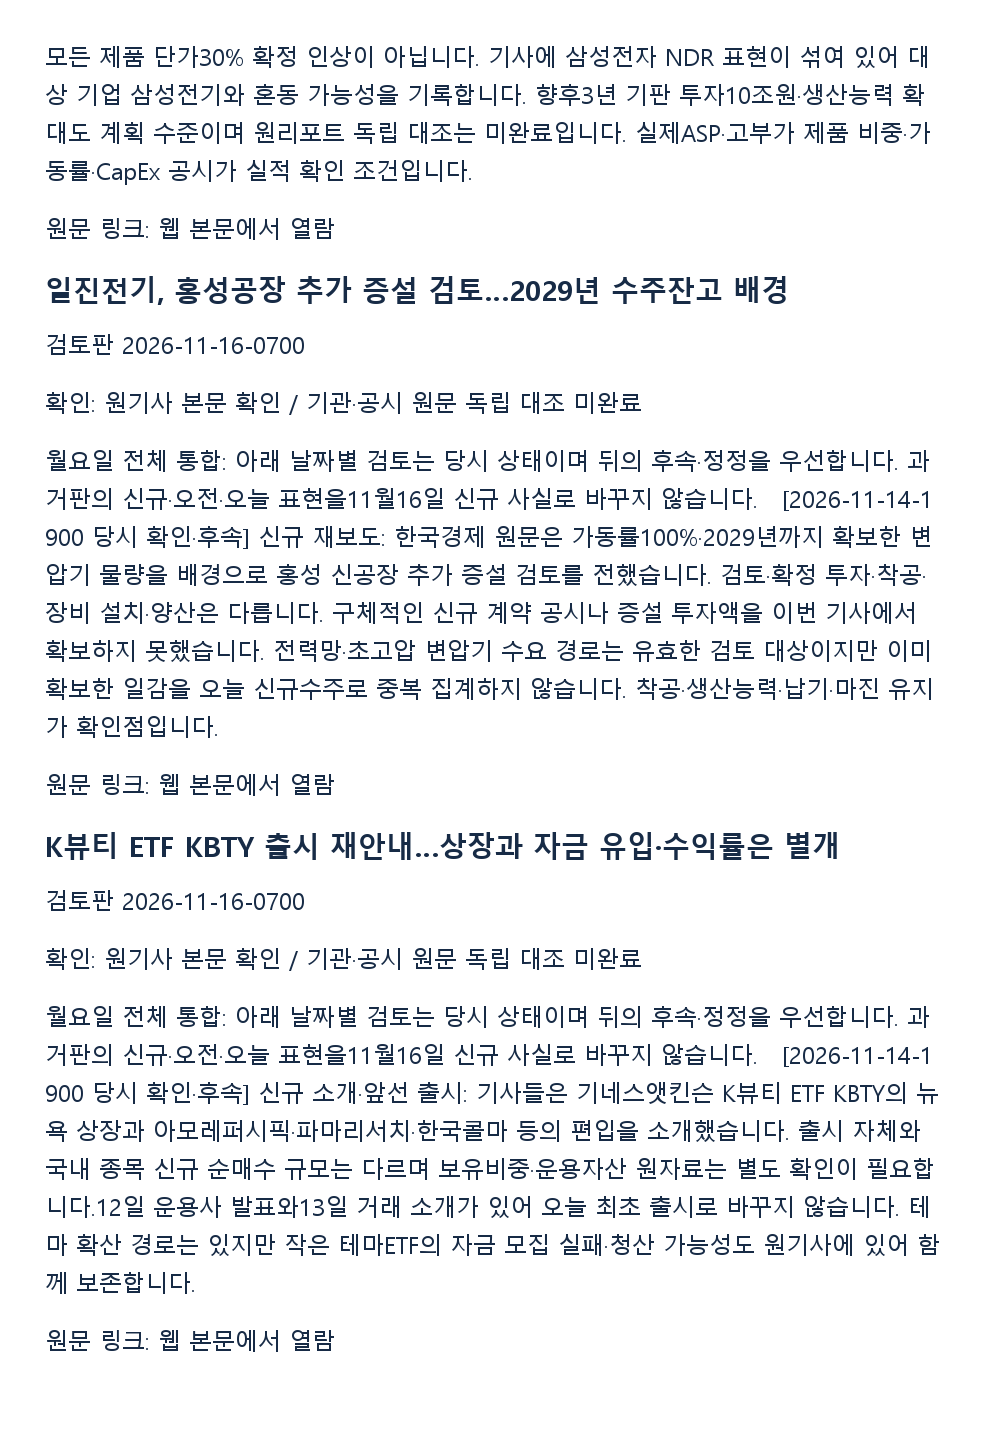 모든 제품 단가30% 확정 인상이 아닙니다. 기사에 삼성전자 NDR 표현이 섞여 있어 대
상 기업 삼성전기와 혼동 가능성을 기록합니다. 향후3년 기판 투자10조원·생산능력 확
대도 계획 수준이며 원리포트 독립 대조는 미완료입니다. 실제ASP·고부가 제품 비중·가
동률·CapEx 공시가 실적 확인 조건입니다.
원문 링크: 웹 본문에서 열람
일진전기, 홍성공장 추가 증설 검토...2029년 수주잔고 배경
검토판 2026-11-16-0700
확인: 원기사 본문 확인 / 기관·공시 원문 독립 대조 미완료
월요일 전체 통합: 아래 날짜별 검토는 당시 상태이며 뒤의 후속·정정을 우선합니다. 과
거판의 신규·오전·오늘 표현을11월16일 신규 사실로 바꾸지 않습니다.   [2026-11-14-1
900 당시 확인·후속] 신규 재보도: 한국경제 원문은 가동률100%·2029년까지 확보한 변
압기 물량을 배경으로 홍성 신공장 추가 증설 검토를 전했습니다. 검토·확정 투자·착공·
장비 설치·양산은 다릅니다. 구체적인 신규 계약 공시나 증설 투자액을 이번 기사에서
확보하지 못했습니다. 전력망·초고압 변압기 수요 경로는 유효한 검토 대상이지만 이미
확보한 일감을 오늘 신규수주로 중복 집계하지 않습니다. 착공·생산능력·납기·마진 유지
가 확인점입니다.
원문 링크: 웹 본문에서 열람
K뷰티 ETF KBTY 출시 재안내...상장과 자금 유입·수익률은 별개
검토판 2026-11-16-0700
확인: 원기사 본문 확인 / 기관·공시 원문 독립 대조 미완료
월요일 전체 통합: 아래 날짜별 검토는 당시 상태이며 뒤의 후속·정정을 우선합니다. 과
거판의 신규·오전·오늘 표현을11월16일 신규 사실로 바꾸지 않습니다.   [2026-11-14-1
900 당시 확인·후속] 신규 소개·앞선 출시: 기사들은 기네스앳킨슨 K뷰티 ETF KBTY의 뉴
욕 상장과 아모레퍼시픽·파마리서치·한국콜마 등의 편입을 소개했습니다. 출시 자체와
국내 종목 신규 순매수 규모는 다르며 보유비중·운용자산 원자료는 별도 확인이 필요합
니다.12일 운용사 발표와13일 거래 소개가 있어 오늘 최초 출시로 바꾸지 않습니다. 테
마 확산 경로는 있지만 작은 테마ETF의 자금 모집 실패·청산 가능성도 원기사에 있어 함
께 보존합니다.
원문 링크: 웹 본문에서 열람